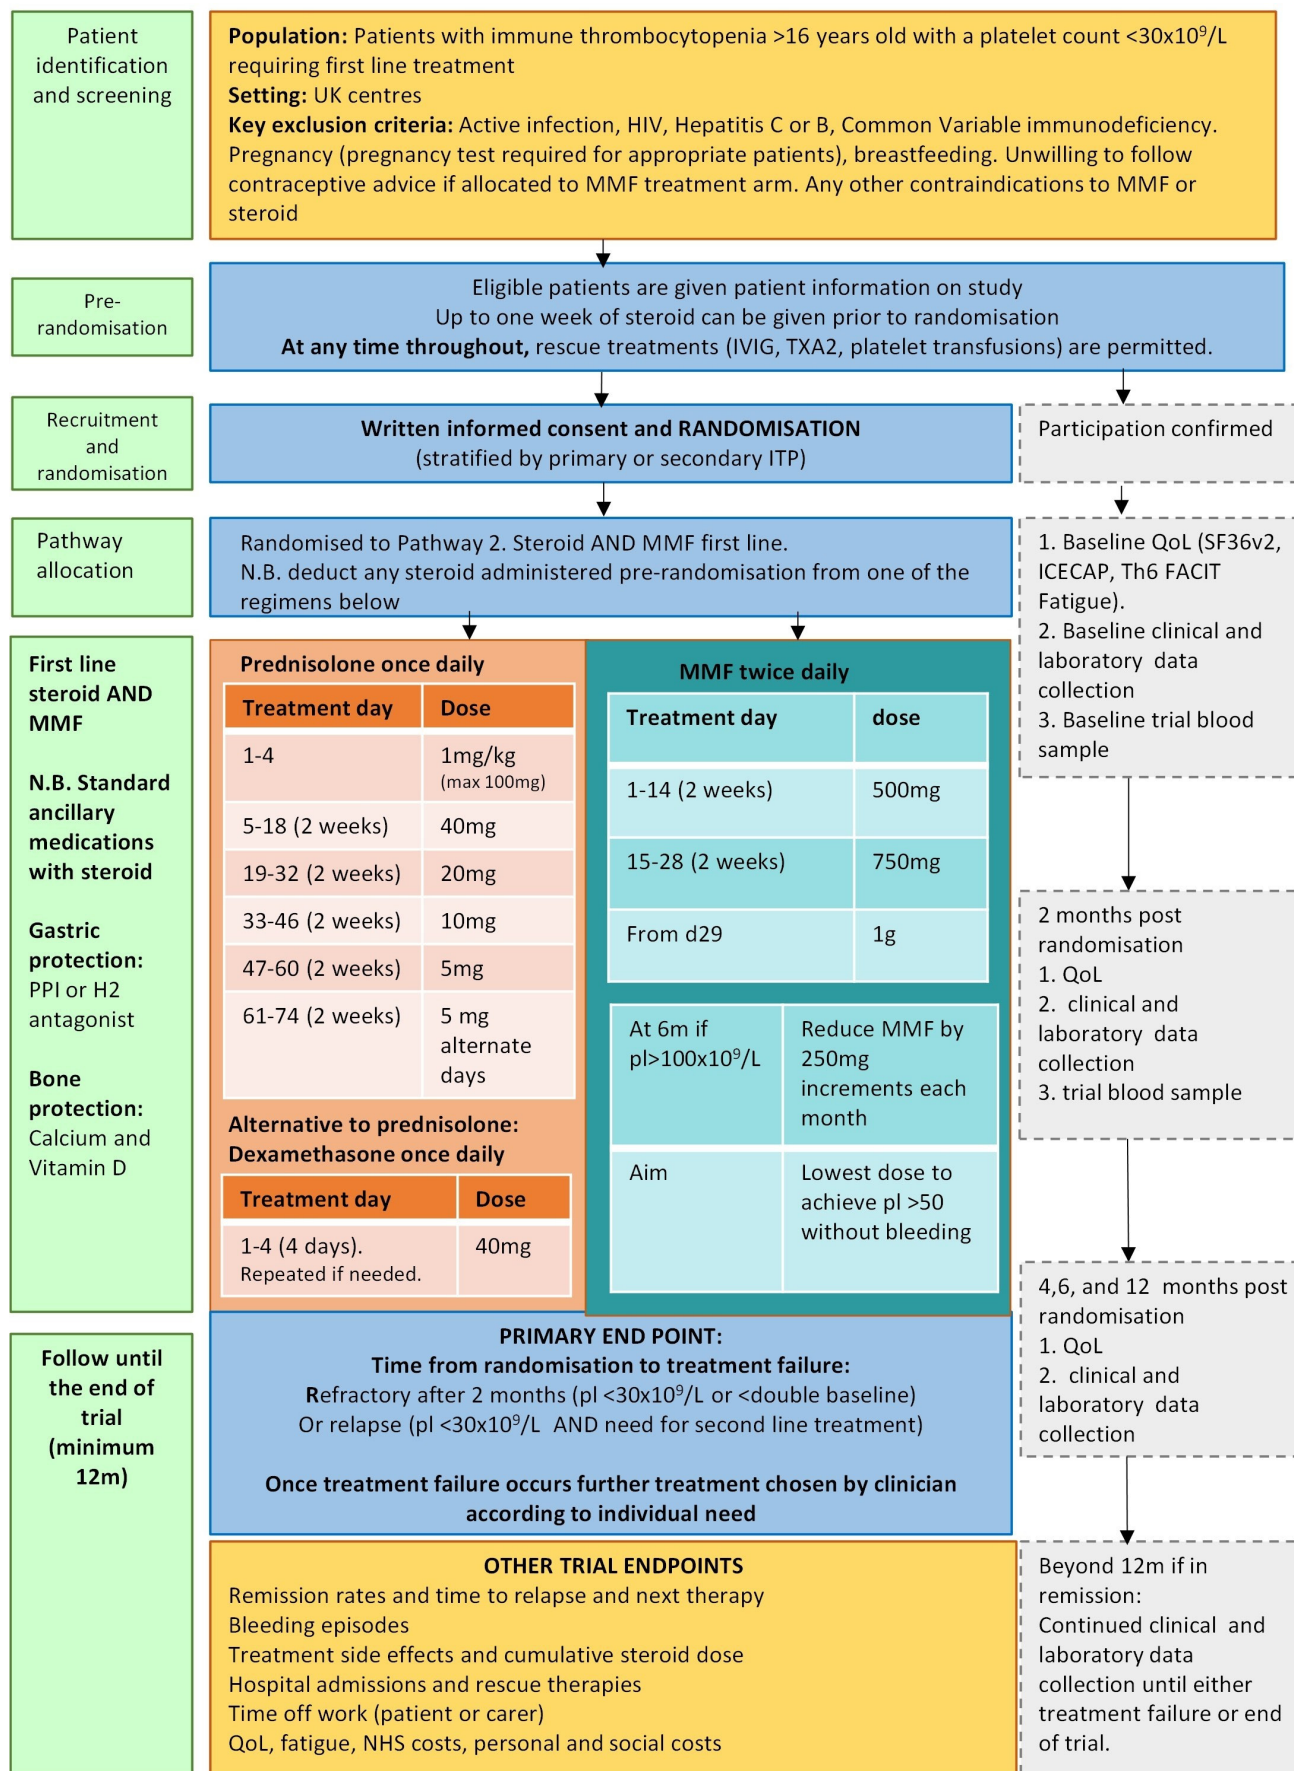 Patient
identification
and screening
Population: Patients with immune thrombocytopenia >16 years old with a platelet count <30x10⁹/L
requiring first line treatment
Setting: UK centres
Key exclusion criteria: Active infection, HIV, Hepatitis C or B, Common Variable immunodeficiency.
Pregnancy (pregnancy test required for appropriate patients), breastfeeding. Unwilling to follow
contraceptive advice if allocated to MMF treatment arm. Any other contraindications to MMF or
steroid
Pre-
randomisation
Eligible patients are given patient information on study
Up to one week of steroid can be given prior to randomisation
At any time throughout, rescue treatments (IVIG, TXA2, platelet transfusions) are permitted.
Recruitment
and
randomisation
Written informed consent and RANDOMISATION
(stratified by primary or secondary ITP)
Participation confirmed
Pathway
allocation
Randomised to Pathway 2. Steroid AND MMF first line.
N.B. deduct any steroid administered pre-randomisation from one of the
regimens below
1. Baseline QoL (SF36v2,
ICECAP, Th6 FACIT
Fatigue).
2. Baseline clinical and
laboratory data
collection
3. Baseline trial blood
sample
First line
steroid AND
MMF
N.B. Standard
ancillary
medications
with steroid
Gastric
protection:
PPI or H2
antagonist
Bone
protection:
Calcium and
Vitamin D
Prednisolone once daily
Treatment day Dose
1-4 1mg/kg
(max 100mg)
5-18 (2 weeks) 40mg
19-32 (2 weeks) 20mg
33-46 (2 weeks) 10mg
47-60 (2 weeks) 5mg
61-74 (2 weeks) 5 mg
alternate
days
Alternative to prednisolone:
Dexamethasone once daily
Treatment day Dose
1-4 (4 days). 40mg
Repeated if needed.
MMF twice daily
Treatment day dose
1-14 (2 weeks) 500mg
15-28 (2 weeks) 750mg
From d29 1g
At 6m if Reduce MMF by
pl>100x10⁹/L 250mg
increments each
month
Aim Lowest dose to
achieve pl >50
without bleeding
2 months post
randomisation
1. QoL
2. clinical and
laboratory data
collection
3. trial blood sample
4,6, and 12 months post
randomisation
1. QoL
2. clinical and
laboratory data
collection
Follow until
the end of
trial
(minimum
12m)
PRIMARY END POINT:
Time from randomisation to treatment failure:
Refractory after 2 months (pl <30x10⁹/L or <double baseline)
Or relapse (pl <30x10⁹/L AND need for second line treatment)
Once treatment failure occurs further treatment chosen by clinician
according to individual need
OTHER TRIAL ENDPOINTS
Remission rates and time to relapse and next therapy
Bleeding episodes
Treatment side effects and cumulative steroid dose
Hospital admissions and rescue therapies
Time off work (patient or carer)
QoL, fatigue, NHS costs, personal and social costs
Beyond 12m if in
remission:
Continued clinical and
laboratory data
collection until either
treatment failure or end
of trial.